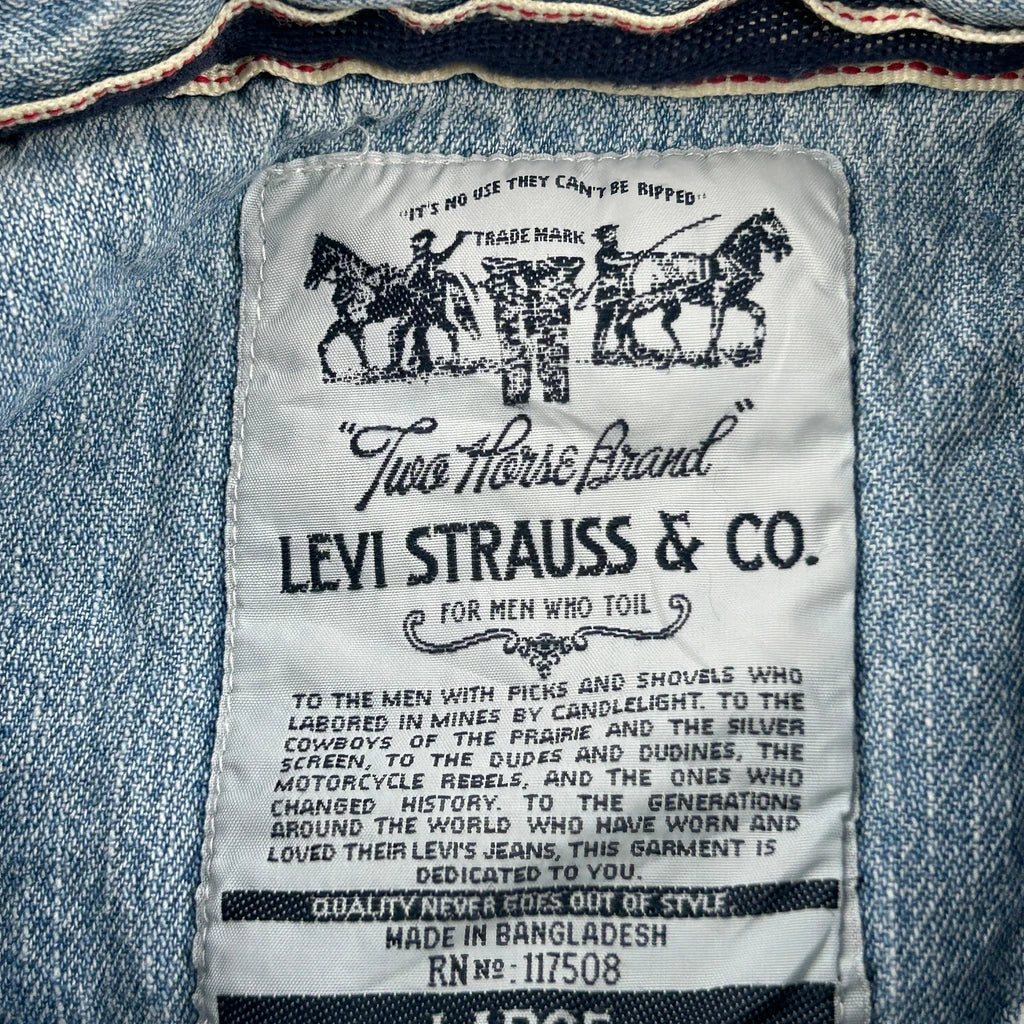 "IT'S NO USE THEY CAN'T BE RIPPED"
TRADE MARK
"Two Horse Brand"
LEVI STRAUSS & CO.
FOR MEN WHO TOIL
TO THE MEN WITH PICKS AND SHOVELS WHO
LABORED IN MINES BY CANDLELIGHT. TO THE
COWBOYS OF THE PRAIRIE AND THE SILVER
SCREEN, TO THE DUDES AND DUDINES, THE
MOTORCYCLE REBELS, AND THE ONES WHO
CHANGED HISTORY. TO THE GENERATIONS
AROUND THE WORLD WHO HAVE WORN AND
LOVED THEIR LEVI'S JEANS, THIS GARMENT IS
DEDICATED TO YOU.
QUALITY NEVER GOES OUT OF STYLE.
MADE IN BANGLADESH
RN Nº: 117508
LARGE